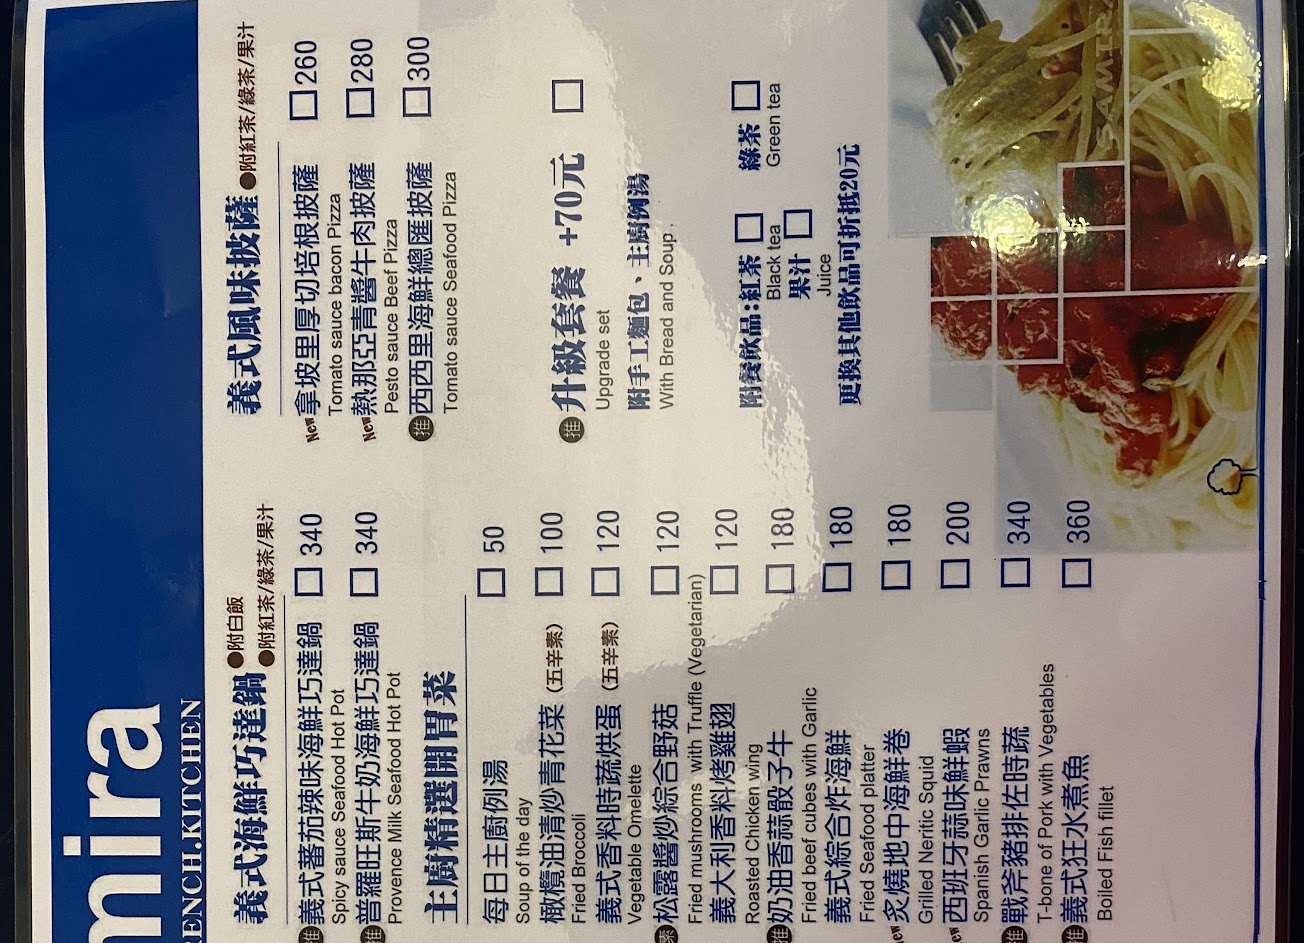 mira
RENCH.KITCHEN
義式海鮮巧達鍋 ●附白飯
●附紅茶/綠茶/果汁
推 義式蕃茄辣味海鮮巧達鍋 □ 340
Spicy sauce Seafood Hot Pot
推 普羅旺斯牛奶海鮮巧達鍋 □ 340
Provence Milk Seafood Hot Pot
主廚精選開胃菜
每日主廚例湯 □ 50
Soup of the day
橄欖油清炒青花菜(五辛素) □ 100
Fried Broccoli
義式香料時蔬烘蛋(五辛素) □ 120
Vegetable Omelette
素 松露醬炒綜合野菇 □ 120
Fried mushrooms with Truffle (Vegetarian)
義大利香料烤雞翅 □ 120
Roasted Chicken wing
推 奶油香蒜骰子牛 □ 180
Fried beef cubes with Garlic
義式綜合炸海鮮 □ 180
Fried Seafood platter
New 炙燒地中海鮮卷 □ 180
Grilled Neritic Squid
New 西班牙蒜味鮮蝦 □ 200
Spanish Garlic Prawns
推 戰斧豬排佐時蔬 □ 340
T-bone of Pork with Vegetables
推 義式狂水煮魚 □ 360
Boiled Fish fillet
義式風味披薩 ●附紅茶/綠茶/果汁
New 拿坡里厚切培根披薩 □260
Tomato sauce bacon Pizza
New 熱那亞青醬牛肉披薩 □280
Pesto sauce Beef Pizza
推 西西里海鮮總匯披薩 □300
Tomato sauce Seafood Pizza
推 升級套餐 +70元 □
Upgrade set
附手工麵包、主廚例湯
With Bread and Soup.
附餐飲品:紅茶 □ 綠茶 □
Black tea Green tea
果汁 □
Juice
更換其他飲品可折抵20元
SAMIR